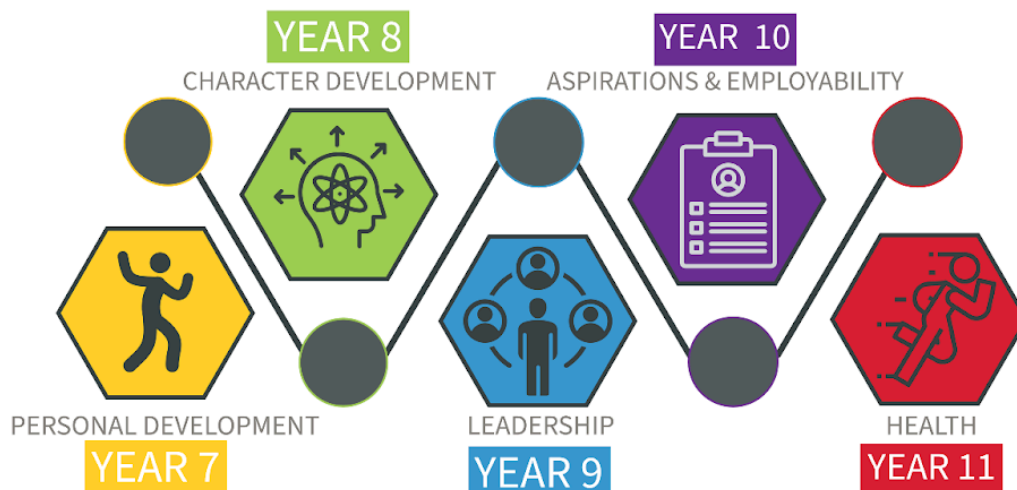 YEAR 8
CHARACTER DEVELOPMENT
YEAR 10
ASPIRATIONS & EMPLOYABILITY
PERSONAL DEVELOPMENT
YEAR 7
LEADERSHIP
YEAR 9
HEALTH
YEAR 11